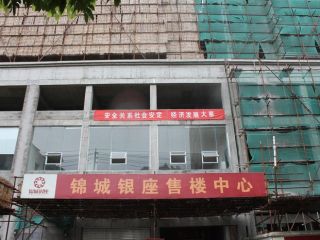 安全关系社会安定 经济发展大事
锦城银座售楼中心